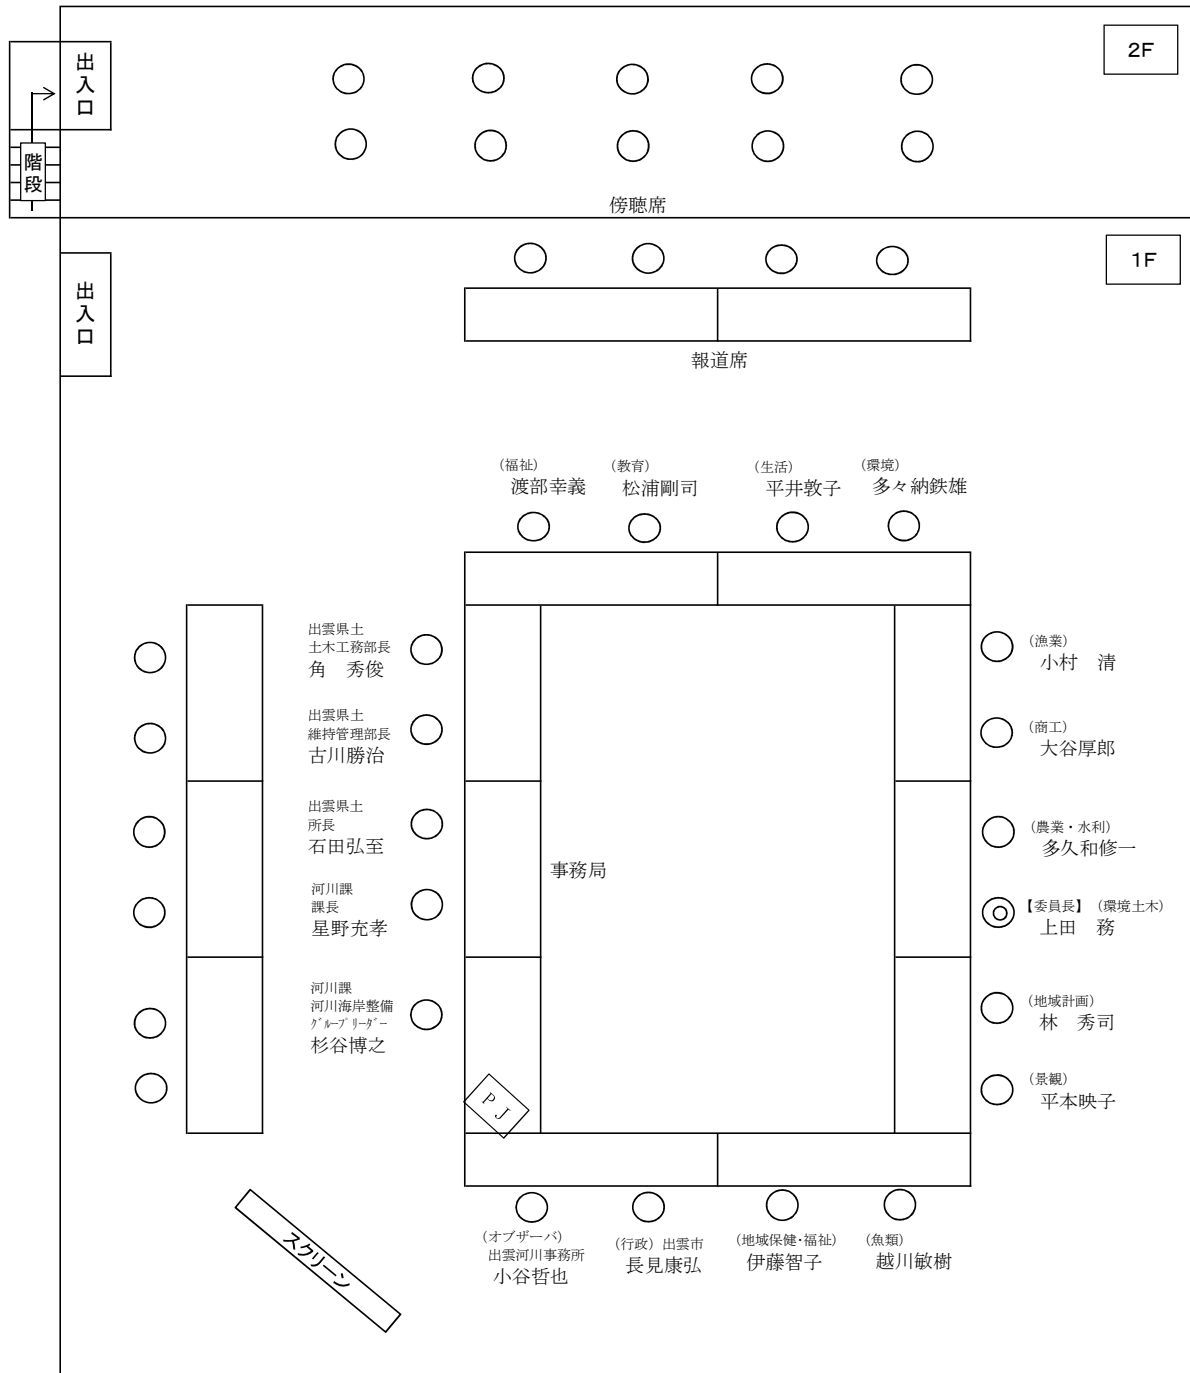 2F
出入口
階段
傍聴席
1F
出入口
報道席
(福祉)
渡部幸義
(教育)
松浦剛司
(生活)
平井敦子
(環境)
多々納鉄雄
出雲県土
土木工務部長
角　秀俊
出雲県土
維持管理部長
古川勝治
出雲県土
所長
石田弘至
河川課
課長
星野充孝
河川課
河川海岸整備
ｸﾞﾙｰﾌﾟﾘｰﾀﾞｰ
杉谷博之
事務局
(漁業)
小村　清
(商工)
大谷厚郎
(農業・水利)
多久和修一
【委員長】(環境土木)
上田　務
(地域計画)
林　秀司
(景観)
平本映子
ＰＪ
スクリーン
(オブザーバ)
出雲河川事務所
小谷哲也
(行政) 出雲市
長見康弘
(地域保健･福祉)
伊藤智子
(魚類)
越川敏樹